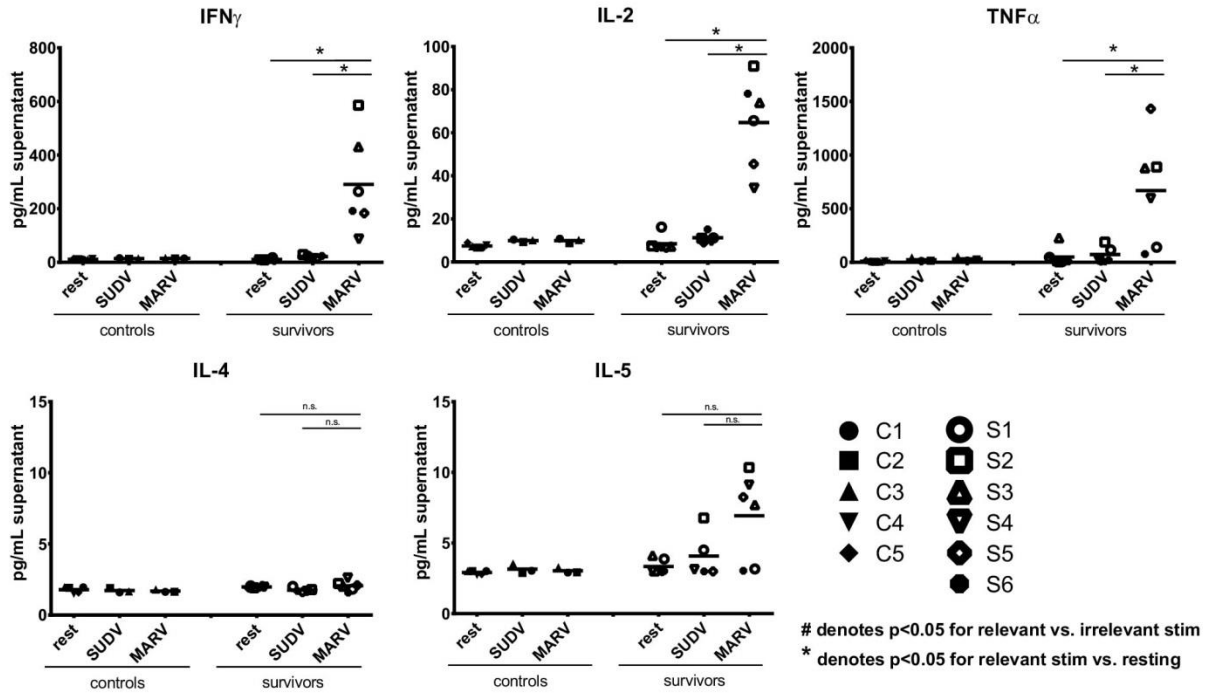 IFNγ
*
*
pg/mL supernatant
800
600
400
200
0
rest
SUDV
MARV
rest
SUDV
MARV
controls
survivors
IL-2
*
*
pg/mL supernatant
100
80
60
40
20
0
rest
SUDV
MARV
rest
SUDV
MARV
controls
survivors
TNFα
*
*
pg/mL supernatant
2000
1500
1000
500
0
rest
SUDV
MARV
rest
SUDV
MARV
controls
survivors
IL-4
n.s.
n.s.
pg/mL supernatant
15
10
5
0
rest
SUDV
MARV
rest
SUDV
MARV
controls
survivors
IL-5
n.s.
n.s.
pg/mL supernatant
15
10
5
0
rest
SUDV
MARV
rest
SUDV
MARV
controls
survivors
C1
C2
C3
C4
C5
S1
S2
S3
S4
S5
S6
# denotes p<0.05 for relevant vs. irrelevant stim
* denotes p<0.05 for relevant stim vs. resting